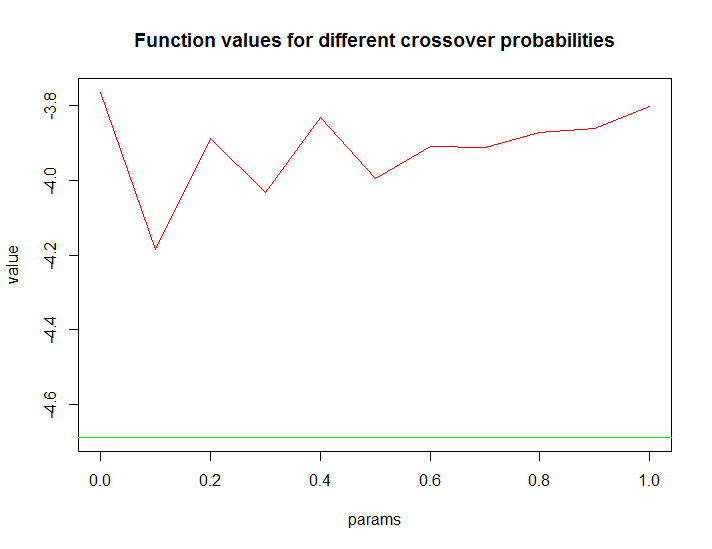 Function values for different crossover probabilities
-3.8
-4.0
-4.2
-4.4
-4.6
value
0.0 0.2 0.4 0.6 0.8 1.0
params